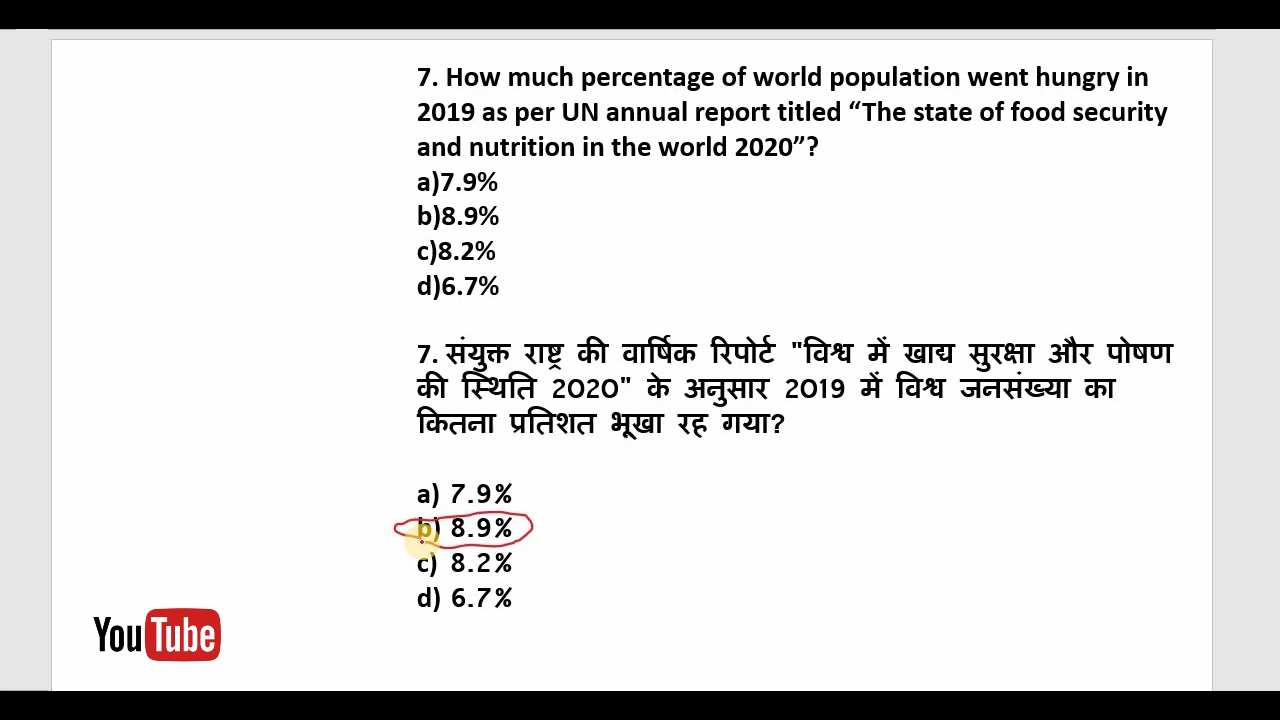 7. How much percentage of world population went hungry in
2019 as per UN annual report titled “The state of food security
and nutrition in the world 2020”?
a)7.9%
b)8.9%
c)8.2%
d)6.7%
7. संयुक्त राष्ट्र की वार्षिक रिपोर्ट "विश्व में खाद्य सुरक्षा और पोषण
की स्थिति 2020" के अनुसार 2019 में विश्व जनसंख्या का
कितना प्रतिशत भूखा रह गया?
a) 7.9%
b) 8.9%
c) 8.2%
d) 6.7%
YouTube